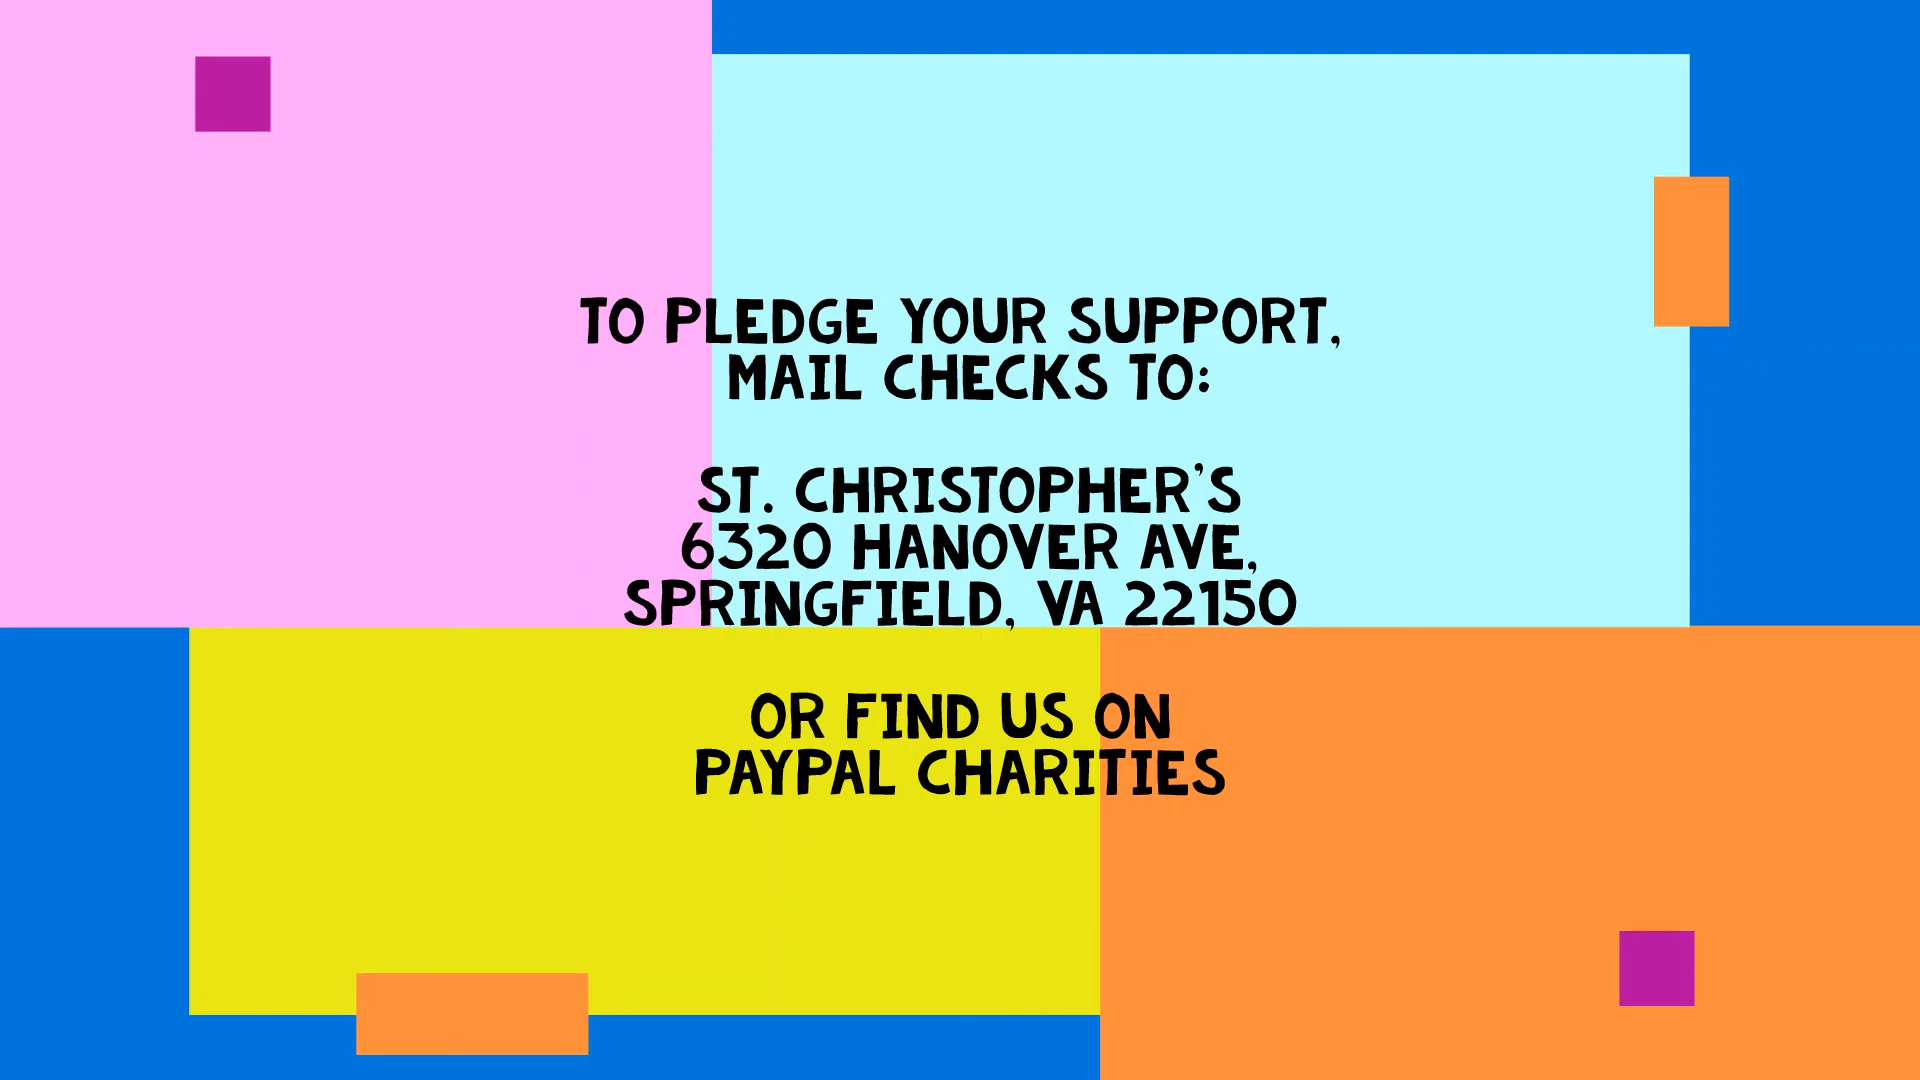 TO PLEDGE YOUR SUPPORT,
MAIL CHECKS TO:
ST. CHRISTOPHER'S
6320 HANOVER AVE,
SPRINGFIELD, VA 22150
OR FIND US ON
PAYPAL CHARITIES